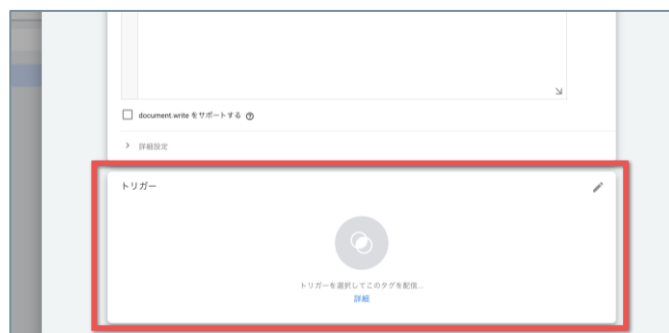 document.write をサポートする
詳細設定
トリガー
トリガーを選択してこのタグを配信...
詳細